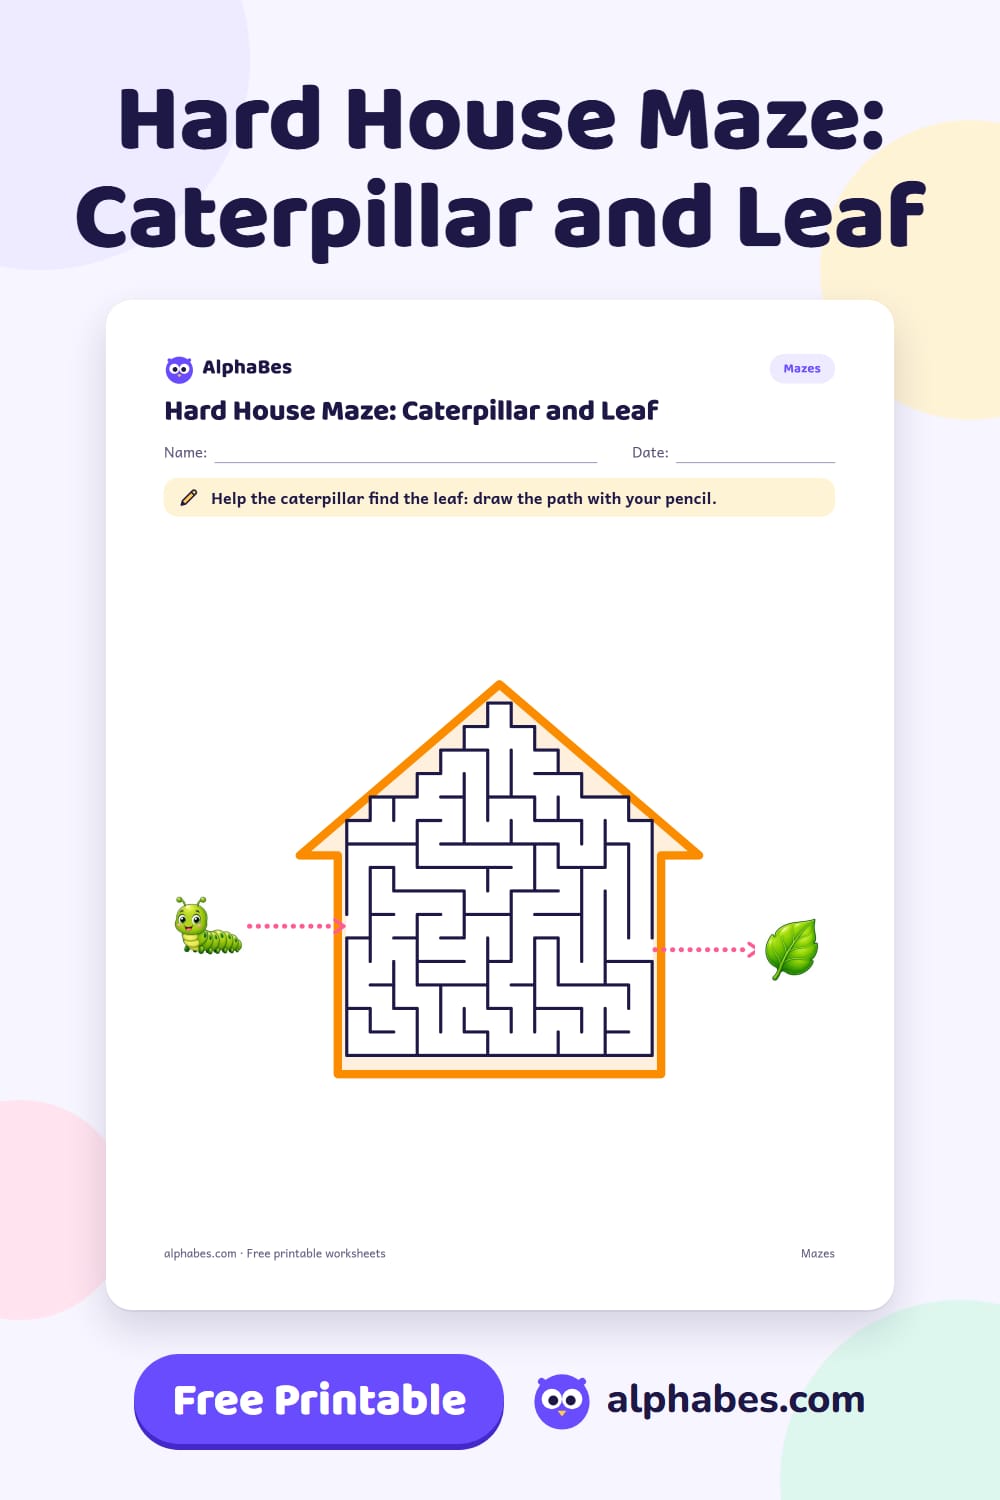 Hard House Maze:
Caterpillar and Leaf
AlphaBes
Mazes
Hard House Maze: Caterpillar and Leaf
Name:
Date:
Help the caterpillar find the leaf: draw the path with your pencil.
alphabes.com · Free printable worksheets
Mazes
Free Printable
alphabes.com